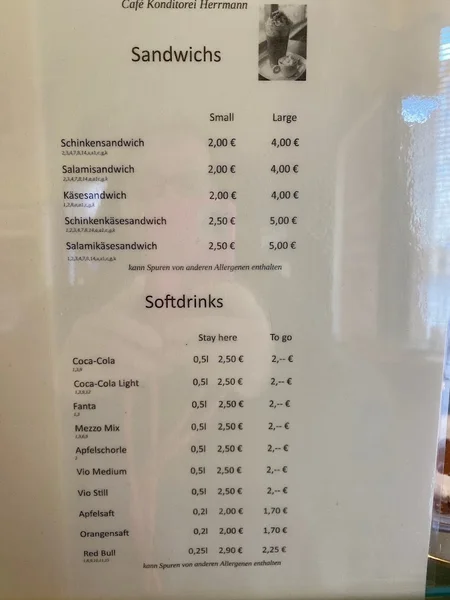 Café Konditorei Herrmann
Sandwichs
Small Large
Schinkensandwich 2,00 € 4,00 €
Salamisandwich 2,00 € 4,00 €
Käsesandwich 2,00 € 4,00 €
Schinkenkäsesandwich 2,50 € 5,00 €
Salamikäsesandwich 2,50 € 5,00 €
kann Spuren von anderen Allergenen enthalten
Softdrinks
Stay here To go
Coca-Cola 0,5l 2,50 € 2,-- €
Coca-Cola Light 0,5l 2,50 € 2,-- €
Fanta 0,5l 2,50 € 2,-- €
Mezzo Mix 0,5l 2,50 € 2,-- €
Apfelschorle 0,5l 2,50 € 2,-- €
Vio Medium 0,5l 2,50 € 2,-- €
Vio Still 0,5l 2,50 € 2,-- €
Apfelsaft 0,2l 2,00 € 1,70 €
Orangensaft 0,2l 2,00 € 1,70 €
Red Bull 0,25l 2,90 € 2,25 €
kann Spuren von anderen Allergenen enthalten